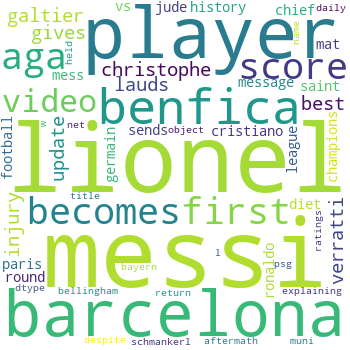 galtier jude vs history chief daily
gives player held
aga christophe mat
mess score
lauds message saint
video benfica best
net w object sends cristiano name
football update germain lionel league champions
becomes first diet
injury title verratti
paris messi ratings
round bayern ronaldo 1 psg
dtype bellingham return explaining
barcelona
despite schmankerl aftermath muni